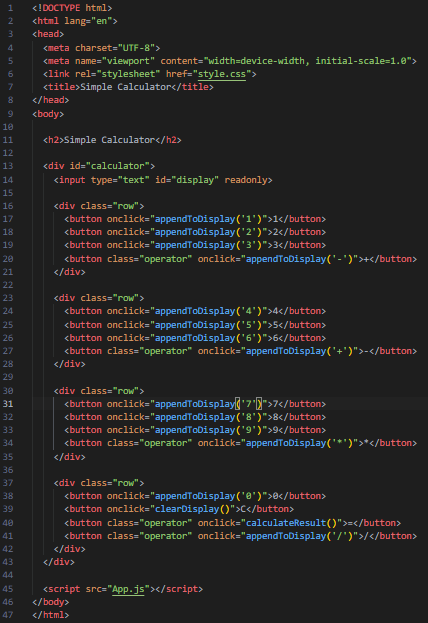 1 <!DOCTYPE html>
2 <html lang="en">
3 <head>
4 <meta charset="UTF-8">
5 <meta name="viewport" content="width=device-width, initial-scale=1.0">
6 <link rel="stylesheet" href="style.css">
7 <title>Simple Calculator</title>
8 </head>
9 <body>
10
11 <h2>Simple Calculator</h2>
12
13 <div id="calculator">
14 <input type="text" id="display" readonly>
15
16 <div class="row">
17 <button onclick="appendToDisplay('1')">1</button>
18 <button onclick="appendToDisplay('2')">2</button>
19 <button onclick="appendToDisplay('3')">3</button>
20 <button class="operator" onclick="appendToDisplay('-')">+</button>
21 </div>
22
23 <div class="row">
24 <button onclick="appendToDisplay('4')">4</button>
25 <button onclick="appendToDisplay('5')">5</button>
26 <button onclick="appendToDisplay('6')">6</button>
27 <button class="operator" onclick="appendToDisplay('+')">-</button>
28 </div>
29
30 <div class="row">
31 <button onclick="appenDToDisplay('7')">7</button>
32 <button onclick="appendToDisplay('8')">8</button>
33 <button onclick="appendToDisplay('9')">9</button>
34 <button class="operator" onclick="appendToDisplay('*')">*</button>
35 </div>
36
37 <div class="row">
38 <button onclick="appendToDisplay('0')">0</button>
39 <button onclick="clearDisplay()">C</button>
40 <button class="operator" onclick="calculateResult()">=</button>
41 <button class="operator" onclick="appendToDisplay('/')">/</button>
42 </div>
43 </div>
44
45 <script src="App.js"></script>
46 </body>
47 </html>